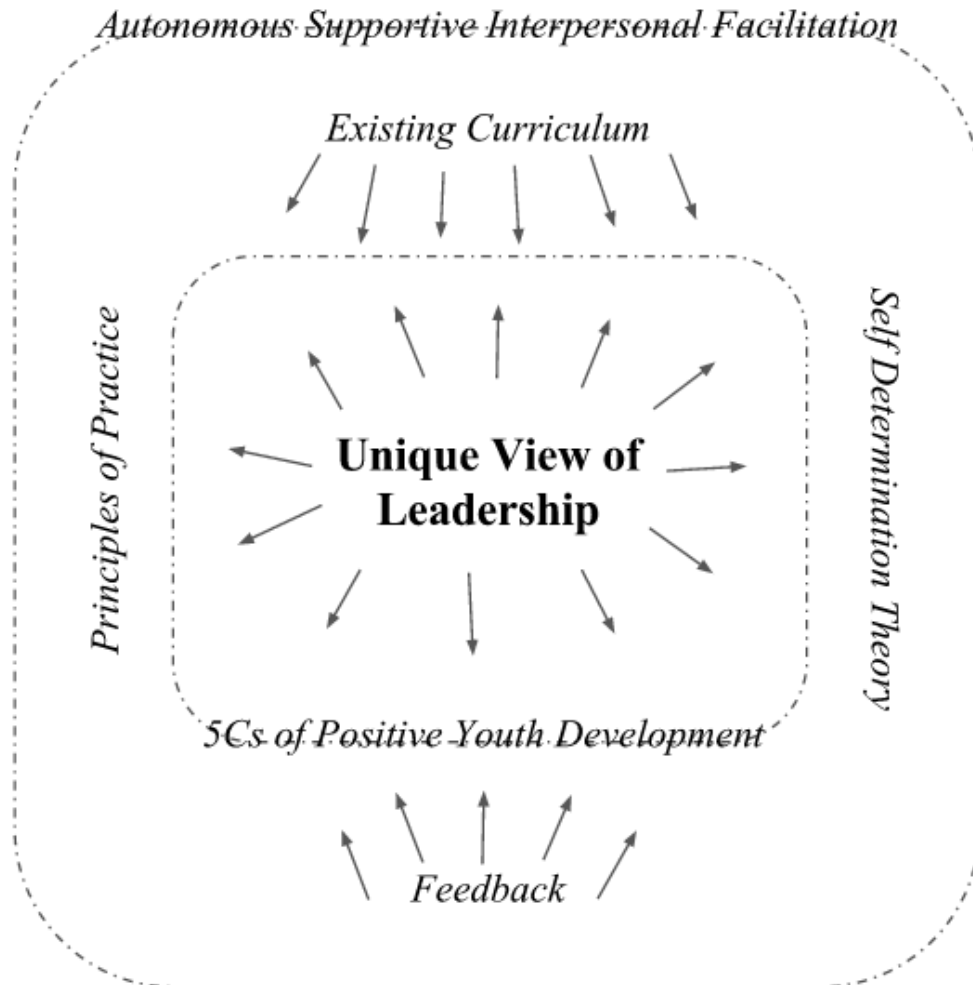 Autonomous Supportive Interpersonal Facilitation
Existing Curriculum
Principles of Practice
Unique View of
Leadership
Self Determination Theory
5Cs of Positive Youth Development
Feedback